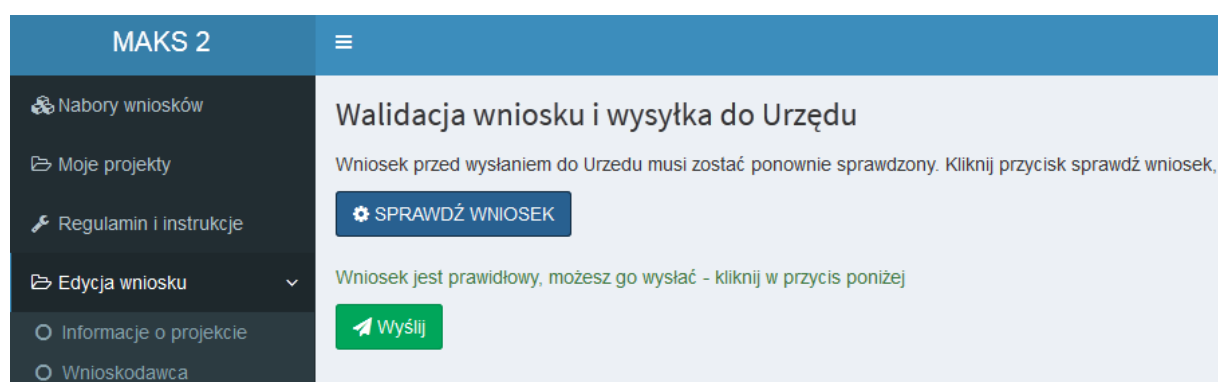 MAKS 2
Nabory wniosków
Moje projekty
Regulamin i instrukcje
Edycja wniosku
Informacje o projekcie
Wnioskodawca
Walidacja wniosku i wysyłka do Urzędu
Wniosek przed wysłaniem do Urzedu musi zostać ponownie sprawdzony. Kliknij przycisk sprawdź wniosek,
SPRAWDŹ WNIOSEK
Wniosek jest prawidłowy, możesz go wysłać - kliknij w przycis poniżej
Wyślij